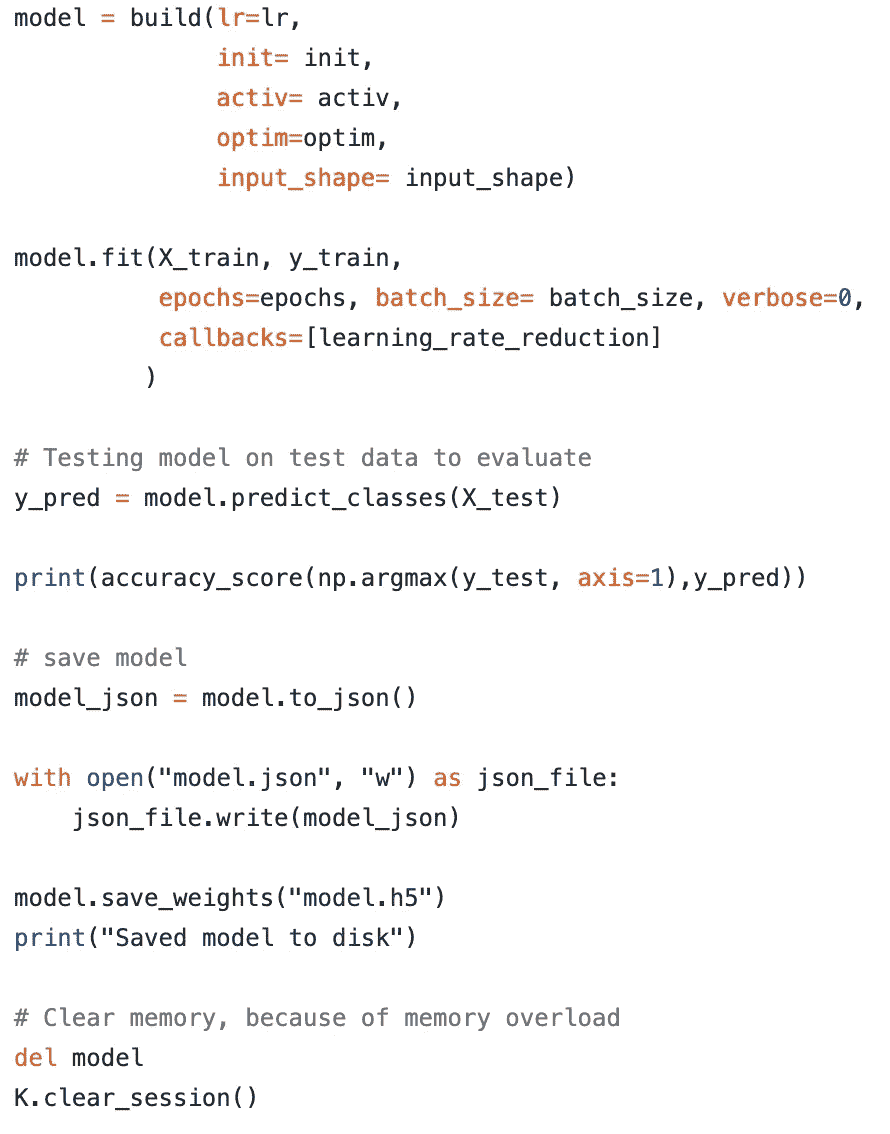 model = build(lr=lr,
              init= init,
              activ= activ,
              optim=optim,
              input_shape= input_shape)

model.fit(X_train, y_train,
          epochs=epochs, batch_size= batch_size, verbose=0,
          callbacks=[learning_rate_reduction]
         )

# Testing model on test data to evaluate
y_pred = model.predict_classes(X_test)

print(accuracy_score(np.argmax(y_test, axis=1),y_pred))

# save model
model_json = model.to_json()

with open("model.json", "w") as json_file:
    json_file.write(model_json)

model.save_weights("model.h5")
print("Saved model to disk")

# Clear memory, because of memory overload
del model
K.clear_session()